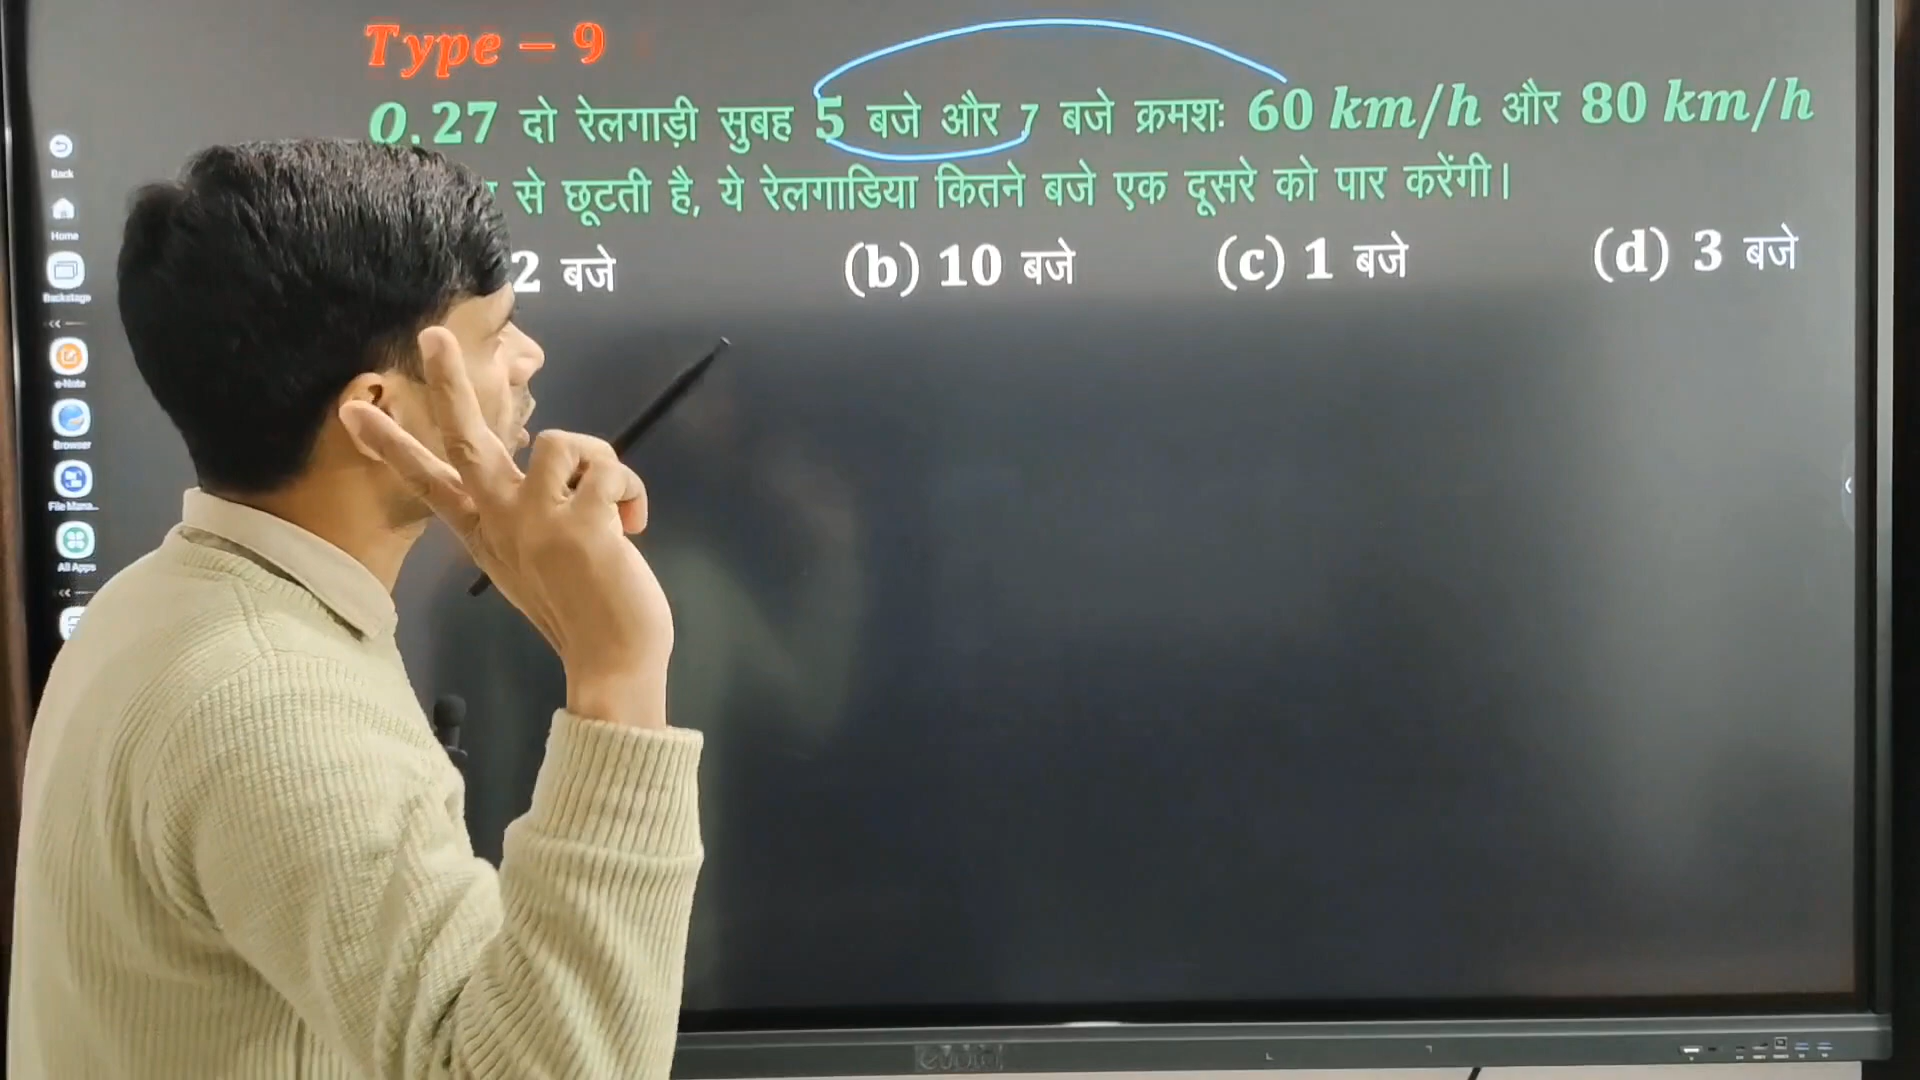 Type – 9
Q. 27 दो रेलगाड़ी सुबह 5 बजे और 7 बजे क्रमशः 60 km/h और 80 km/h
से छूटती है, ये रेलगाडिया कितने बजे एक दूसरे को पार करेंगी।
2 बजे (b) 10 बजे (c) 1 बजे (d) 3 बजे
Back
Home
Backstage
e-Note
Browser
File Mana..
All Apps